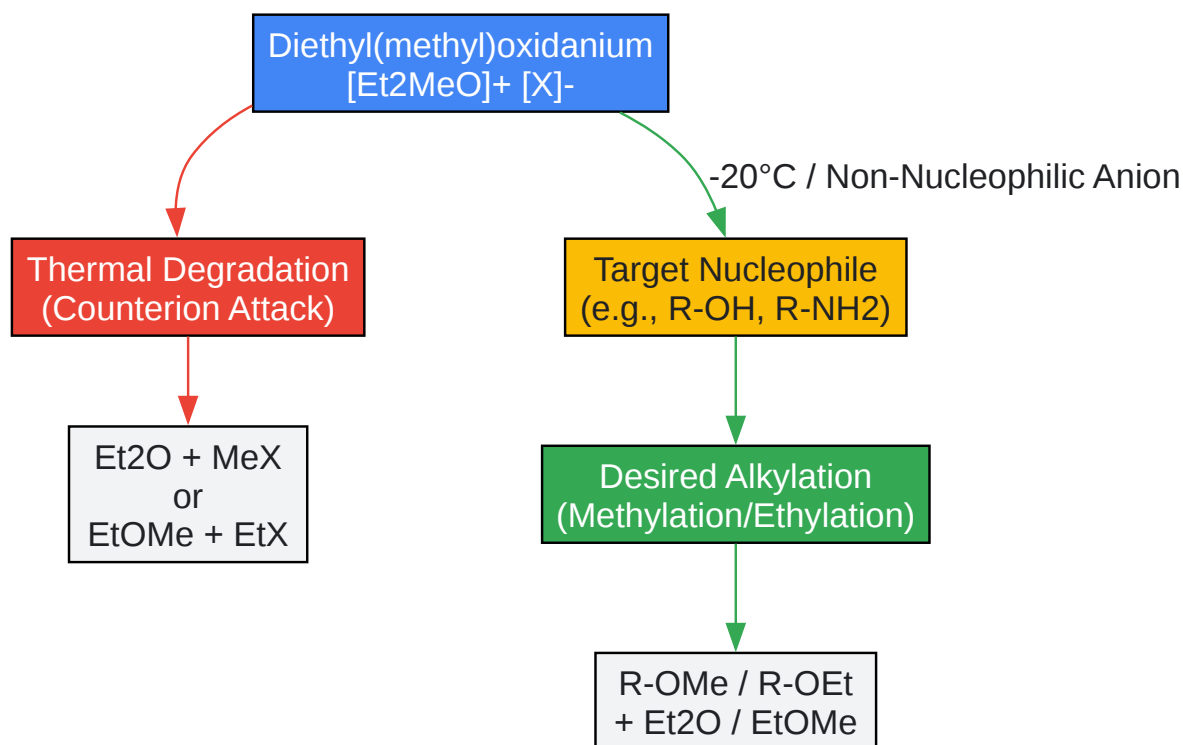 Diethyl(methyl)oxidanium
[Et2MeO]+ [X]-
-20°C / Non-Nucleophilic Anion
Thermal Degradation
(Counterion Attack)
Target Nucleophile
(e.g., R-OH, R-NH2)
Et2O + MeX
or
EtOMe + EtX
Desired Alkylation
(Methylation/Ethylation)
R-OMe / R-OEt
+ Et2O / EtOMe